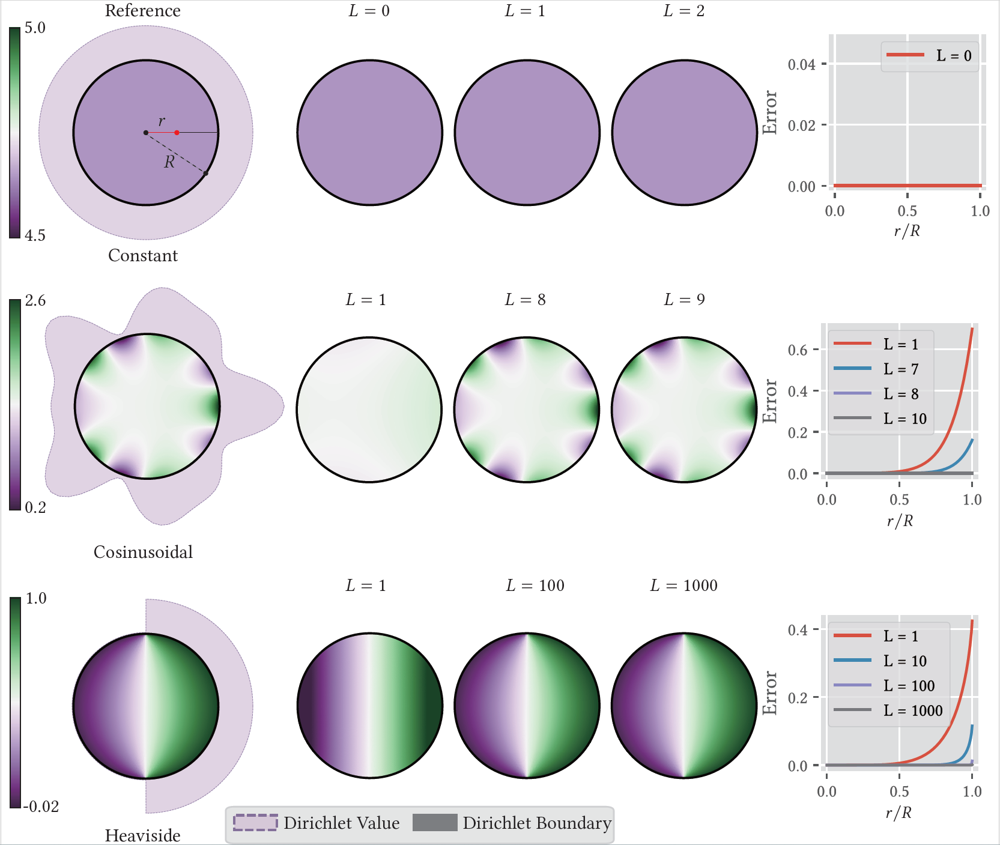 Reference
L = 0
L = 1
L = 2
5.0
4.5
r
R
Constant
Error
0.04
0.02
0.00
L = 0
0.0 0.5 1.0
r/R
2.6
0.2
Cosinusoidal
L = 1
L = 8
L = 9
Error
0.6
0.4
0.2
0.0
L = 1
L = 7
L = 8
L = 10
0.0 0.5 1.0
r/R
1.0
-0.02
Heaviside
L = 1
L = 100
L = 1000
Error
0.4
0.2
0.0
L = 1
L = 10
L = 100
L = 1000
0.0 0.5 1.0
r/R
Dirichlet Value Dirichlet Boundary